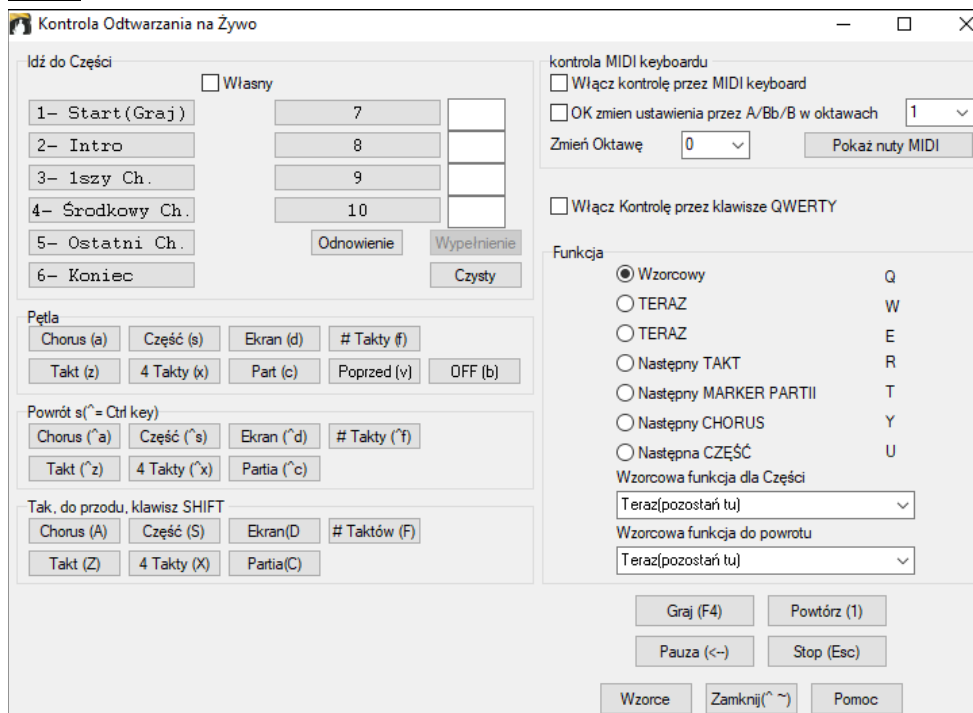 Kontrola Odtwarzania na Żywo
Idź do Części
Własny
1- Start(Graj)
7
2- Intro
8
3- 1szy Ch.
9
4- Środkowy Ch.
10
5- Ostatni Ch.
Odnowienie
Wypełnienie
6- Koniec
Czysty
Pętla
Chorus (a)
Część (s)
Ekran (d)
# Takty (f)
Takt (z)
4 Takty (x)
Part (c)
Poprzed (v)
OFF (b)
Powrót s(^= Ctrl key)
Chorus (^a)
Część (^s)
Ekran (^d)
# Takty (^f)
Takt (^z)
4 Takty (^x)
Partia (^c)
Tak, do przodu, klawisz SHIFT
Chorus (A)
Część (S)
Ekran(D
# Taktów (F)
Takt (Z)
4 Takty (X)
Partia(C)
kontrola MIDI keyboardu
Włącz kontrolę przez MIDI keyboard
OK zmien ustawienia przez A/Bb/B w oktawach
1
Zmień Oktawę
0
Pokaż nuty MIDI
Włącz Kontrolę przez klawisze QWERTY
Funkcja
Wzorcowy
Q
TERAZ
W
TERAZ
E
Następny TAKT
R
Następny MARKER PARTII
T
Następny CHORUS
Y
Następna CZĘŚĆ
U
Wzorcowa funkcja dla Części
Teraz(pozostań tu)
Wzorcowa funkcja do powrotu
Teraz(pozostań tu)
Graj (F4)
Powtórz (1)
Pauza (<--)
Stop (Esc)
Wzorce
Zamknij(^ ~)
Pomoc